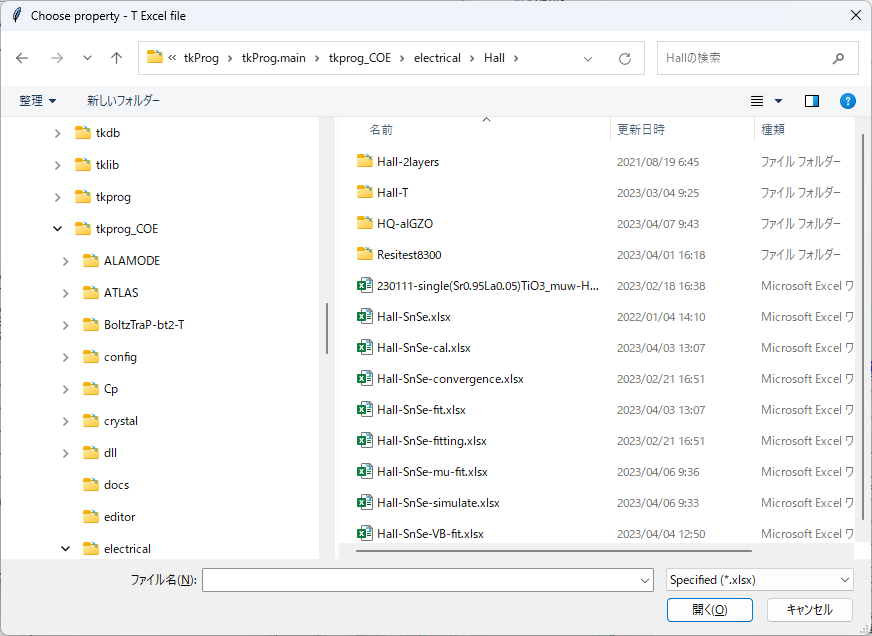 Choose property - T Excel file
« tkProg › tkProg.main › tkprog_COE › electrical › Hall ›
Hallの検索
整理
新しいフォルダー
tkdb
tklib
tkprog
tkprog_COE
ALAMODE
ATLAS
BoltzTraP-bt2-T
config
Cp
crystal
dll
docs
editor
electrical
名前 更新日時 種類
Hall-2layers 2021/08/19 6:45 ファイル フォルダー
Hall-T 2023/03/04 9:25 ファイル フォルダー
HQ-aIGZO 2023/04/07 9:43 ファイル フォルダー
Resitest8300 2023/04/01 16:18 ファイル フォルダー
230111-single(Sr0.95La0.05)TiO3_muw-H... 2023/02/18 16:38 Microsoft Excel ワ
Hall-SnSe.xlsx 2022/01/04 14:10 Microsoft Excel ワ
Hall-SnSe-cal.xlsx 2023/04/03 13:07 Microsoft Excel ワ
Hall-SnSe-convergence.xlsx 2023/02/21 16:51 Microsoft Excel ワ
Hall-SnSe-fit.xlsx 2023/04/03 13:07 Microsoft Excel ワ
Hall-SnSe-fitting.xlsx 2023/02/21 16:51 Microsoft Excel ワ
Hall-SnSe-mu-fit.xlsx 2023/04/06 9:36 Microsoft Excel ワ
Hall-SnSe-simulate.xlsx 2023/04/06 9:33 Microsoft Excel ワ
Hall-SnSe-VB-fit.xlsx 2023/04/04 12:50 Microsoft Excel ワ
ファイル名(N):
Specified (*.xlsx)
開く(O)
キャンセル